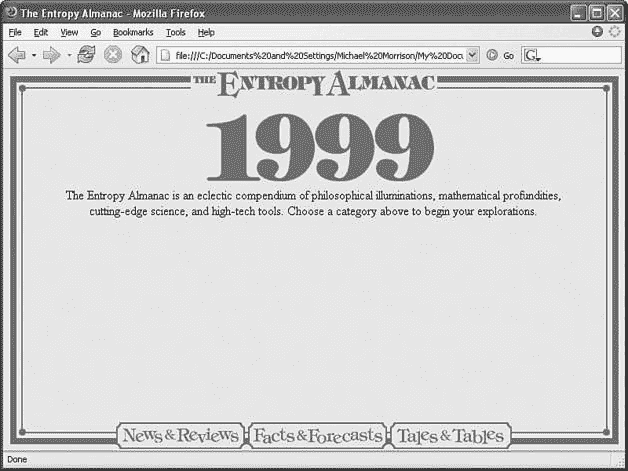 The Entropy Almanac - Mozilla Firefox
File Edit View Go Bookmarks Tools Help
file:///C:/Documents%20and%20Settings/Michael%20Morrison/My%20Docu Go G
THE ENTROPY ALMANAC
1999
The Entropy Almanac is an eclectic compendium of philosophical illuminations, mathematical profundities,
cutting-edge science, and high-tech tools. Choose a category above to begin your explorations.
News & Reviews Facts & Forecasts Tales & Tables
Done